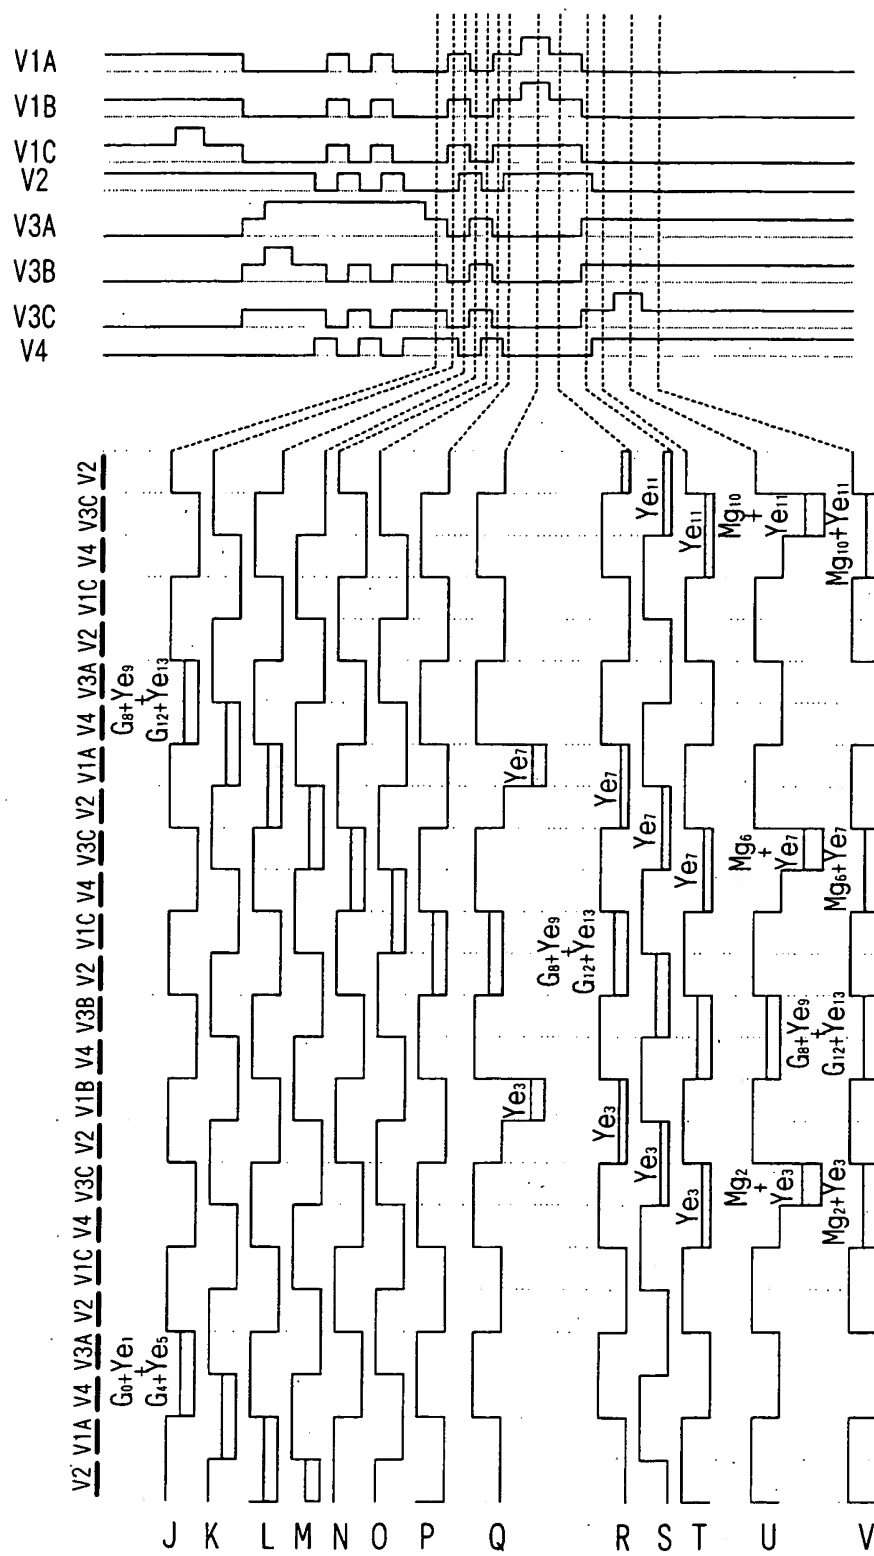 V1A
V1B
V1C
V2
V3A
V3B
V3C
V4
V2 V1A V4 V3A V2 V1C V4 V3C V2 V1B V4 V3B V2 V1C V4 V3C V2 V1A V4 V3A V2 V1C V4 V3C V2
G₀+Ye₁
+
G₄+Ye₅
G₈+Ye₉
+
G₁₂+Ye₁₃
Ye₃
Ye₇
Ye₃
G₈+Ye₉
+
G₁₂+Ye₁₃
Ye₇
Ye₃
Ye₇
Ye₁₁
Ye₃
Ye₇
Ye₁₁
Mg₂
+
Ye₃
G₈+Ye₉
+
G₁₂+Ye₁₃
Mg₆
+
Ye₇
Mg₁₀
+
Ye₁₁
Mg₂+Ye₃
Mg₆+Ye₇
Mg₁₀+Ye₁₁
J K L M N O P Q R S T U V